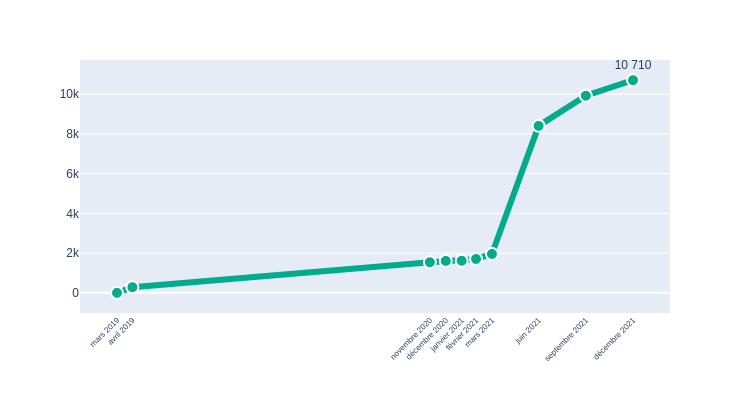 10 710
10k
8k
6k
4k
2k
0
mars 2019
avril 2019
novembre 2020
décembre 2020
janvier 2021
février 2021
mars 2021
juin 2021
septembre 2021
décembre 2021